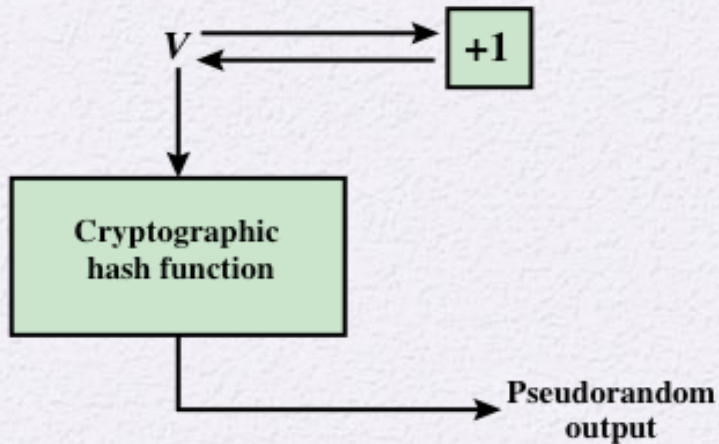 V
+1
Cryptographic
hash function
Pseudorandom
output